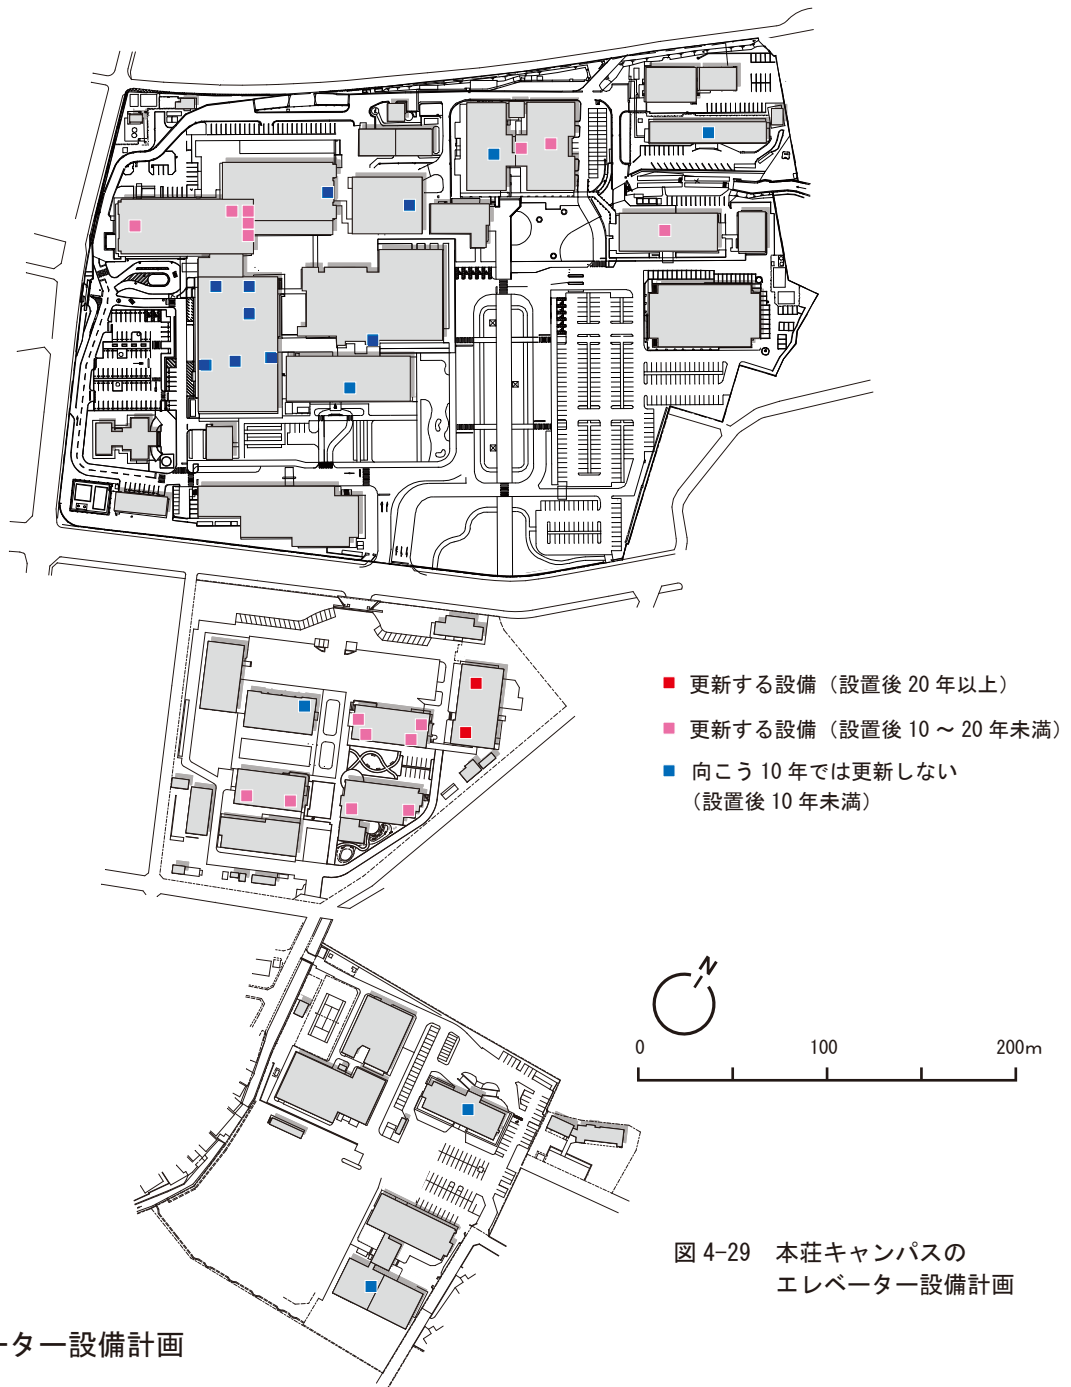 ■ 更新する設備（設置後 20 年以上）
■ 更新する設備（設置後 10 ～ 20 年未満）
■ 向こう 10 年では更新しない
（設置後 10 年未満）
N
0 100 200m
図 4-29 本荘キャンパスの
エレベーター設備計画
ーター設備計画